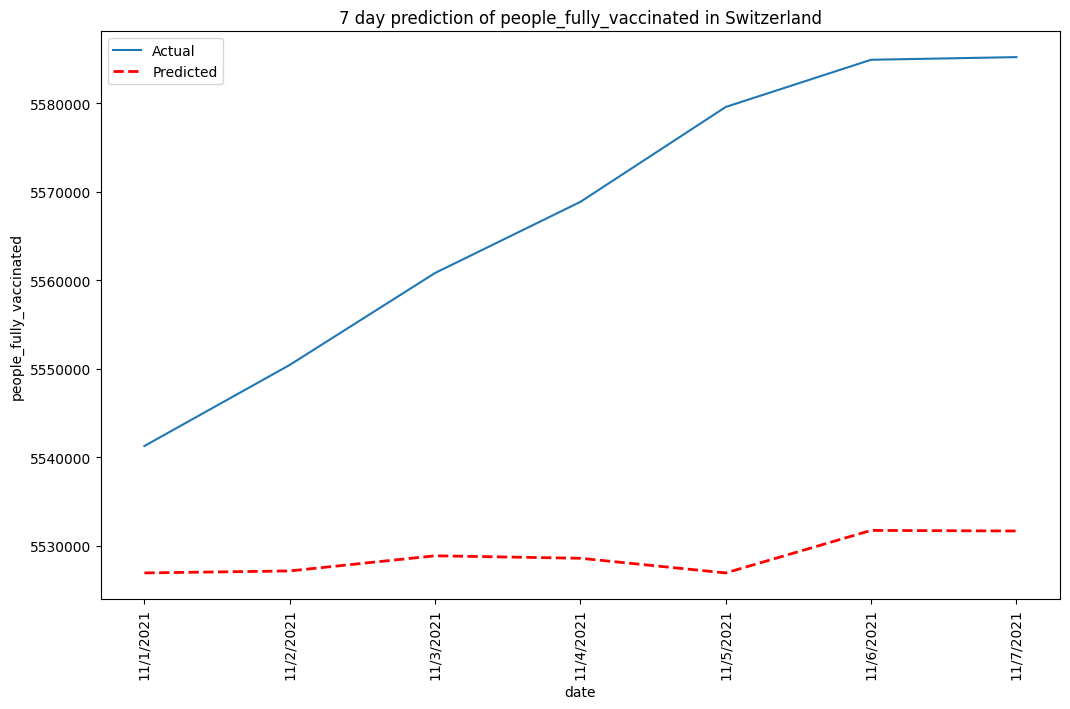 7 day prediction of people_fully_vaccinated in Switzerland
Actual
Predicted
people_fully_vaccinated
5580000
5570000
5560000
5550000
5540000
5530000
11/1/2021
11/2/2021
11/3/2021
11/4/2021
11/5/2021
11/6/2021
11/7/2021
date